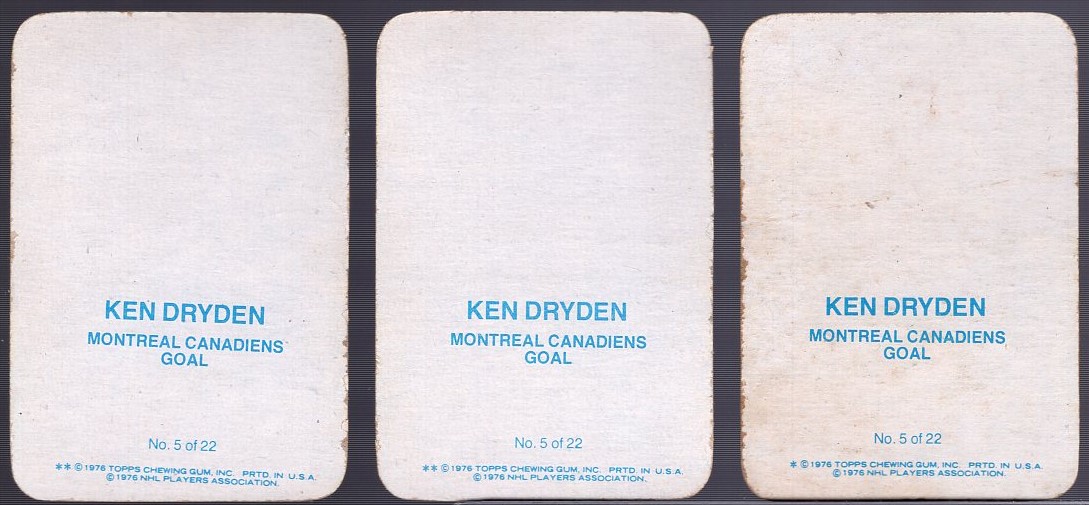 KEN DRYDEN
MONTREAL CANADIENS
GOAL
No. 5 of 22
** © 1976 TOPPS CHEWING GUM, INC. PRTD. IN U.S.A.
© 1976 NHL PLAYERS ASSOCIATION.
KEN DRYDEN
MONTREAL CANADIENS
GOAL
No. 5 of 22
** © 1976 TOPPS CHEWING GUM, INC. PRTD. IN U.S.A.
© 1976 NHL PLAYERS ASSOCIATION.
KEN DRYDEN
MONTREAL CANADIENS
GOAL
No. 5 of 22
* © 1976 TOPPS CHEWING GUM, INC. PRTD. IN U.S.A.
© 1976 NHL PLAYERS ASSOCIATION.